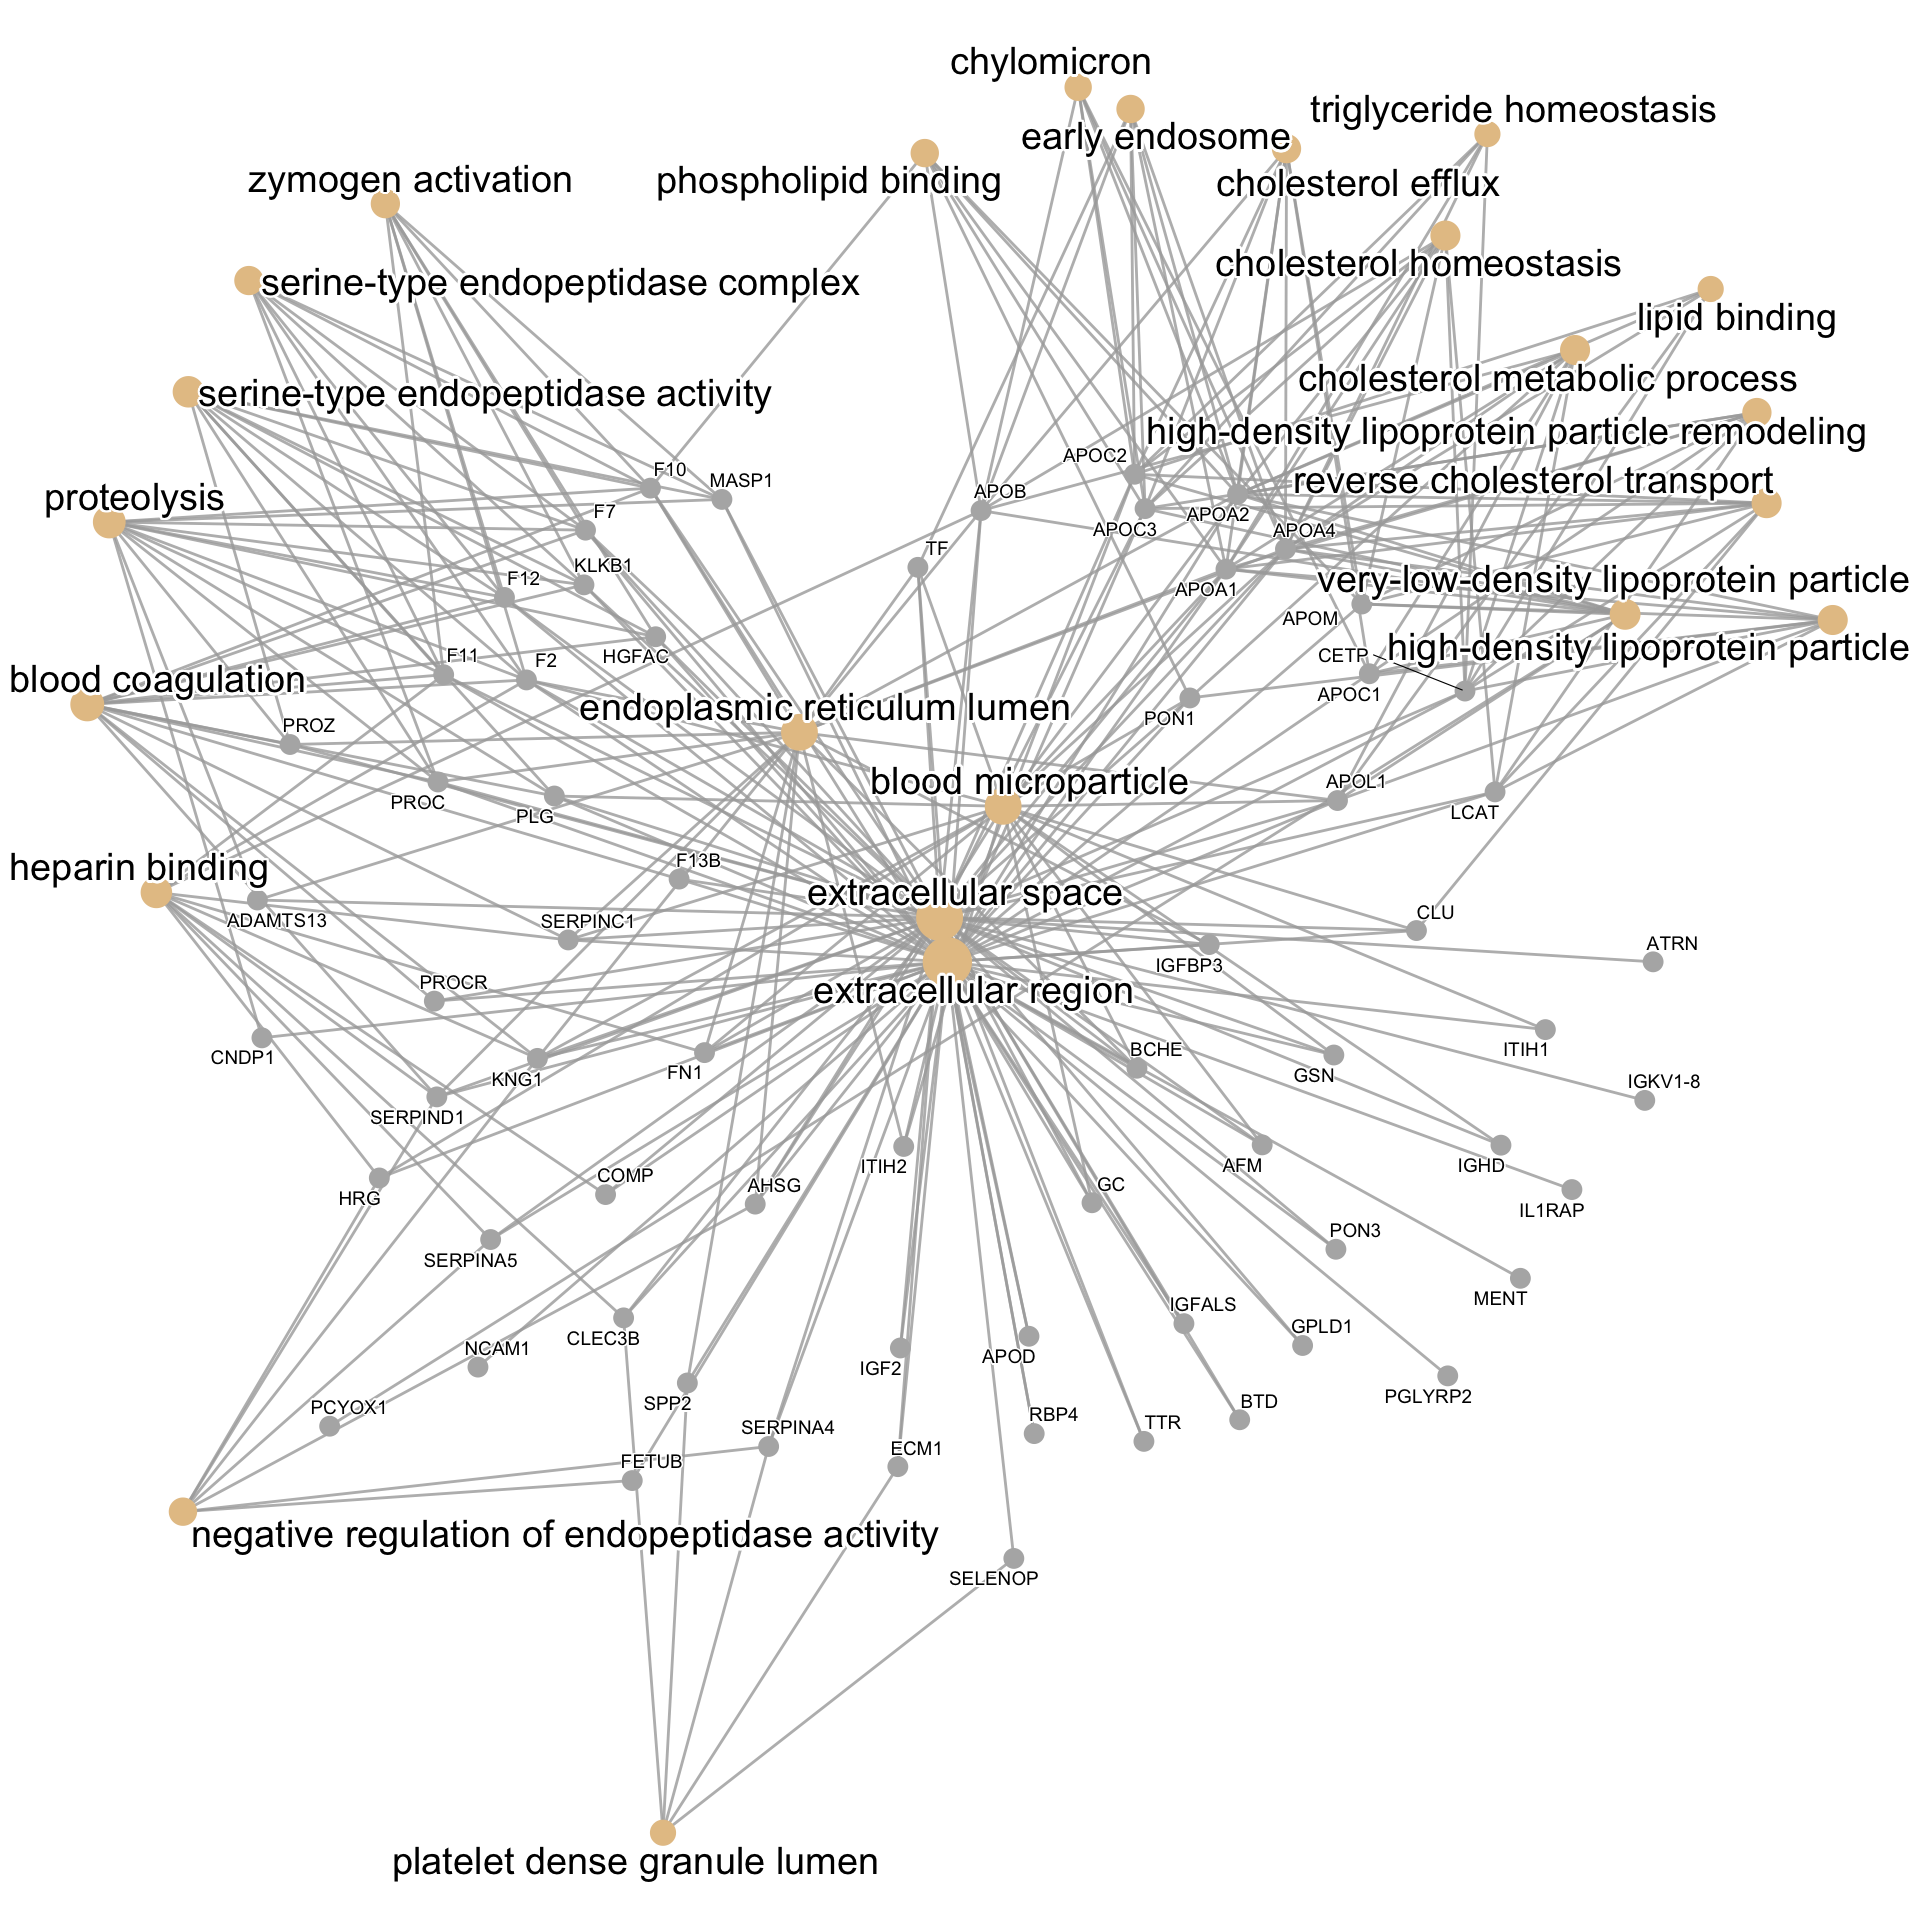 chylomicron
early endosome
triglyceride homeostasis
phospholipid binding
zymogen activation
cholesterol efflux
serine-type endopeptidase complex
cholesterol homeostasis
lipid binding
serine-type endopeptidase activity
cholesterol metabolic process
high-density lipoprotein particle remodeling
APOC2
F10
MASP1
reverse cholesterol transport
proteolysis
APOB
F7
APOA2
APOC3
APOA4
TF
KLKB1
F12
very-low-density lipoprotein particle
APOA1
APOM
high-density lipoprotein particle
CETP
F11
F2
HGFAC
blood coagulation
APOC1
endoplasmic reticulum lumen
PON1
PROZ
blood microparticle
APOL1
PROC
PLG
LCAT
F13B
heparin binding
extracellular space
ADAMTS13
SERPINC1
CLU
ATRN
IGFBP3
PROCR
extracellular region
CNDP1
KNG1
FN1
BCHE
GSN
ITIH1
IGKV1-8
SERPIND1
ITIH2
AFM
IGHD
HRG
COMP
AHSG
GC
IL1RAP
SERPINA5
PON3
MENT
IGFALS
CLEC3B
NCAM1
IGF2
APOD
GPLD1
PCYOX1
SPP2
PGLYRP2
SERPINA4
RBP4
TTR
BTD
FETUB
ECM1
negative regulation of endopeptidase activity
SELENOP
platelet dense granule lumen